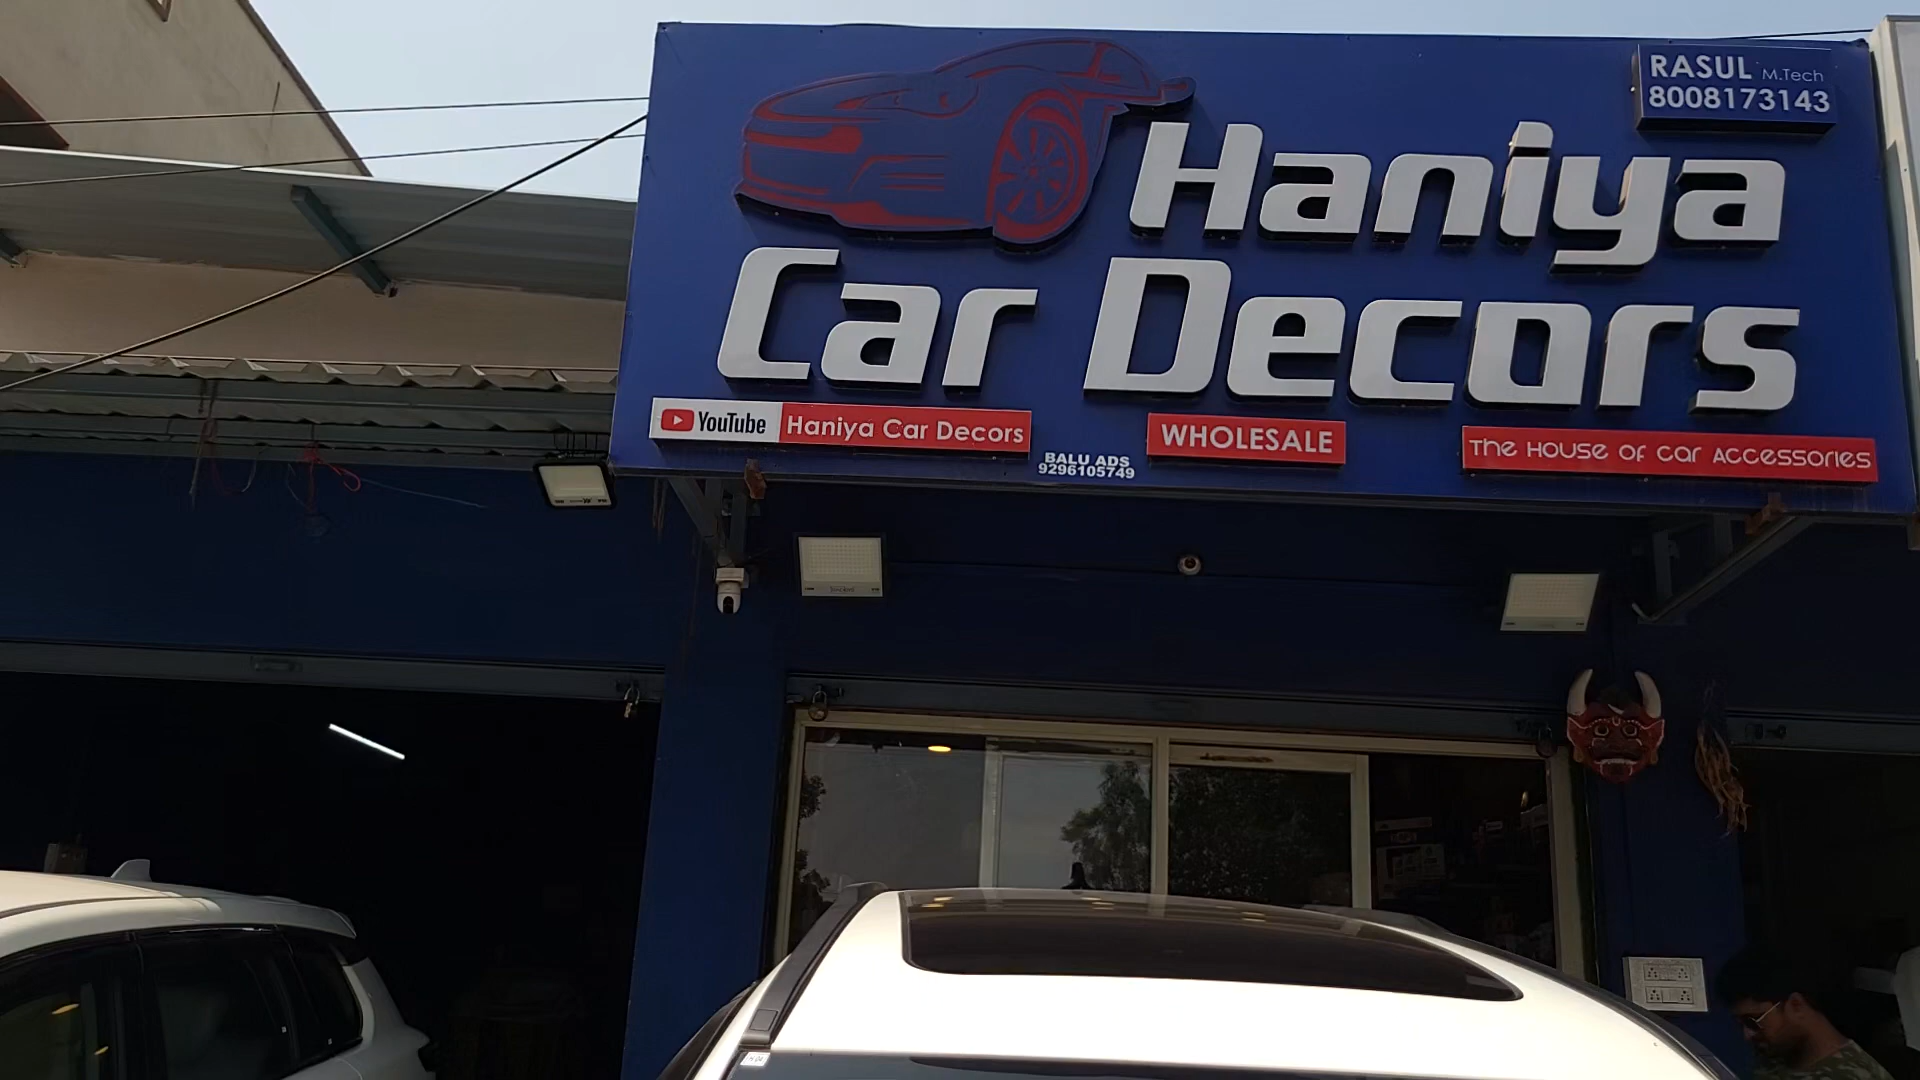 RASUL M.Tech
8008173143
Haniya
Car Decors
YouTube Haniya Car Decors
WHOLESALE
THE HOUSE OF CAR ACCESSORIES
BALU ADS
9296105749